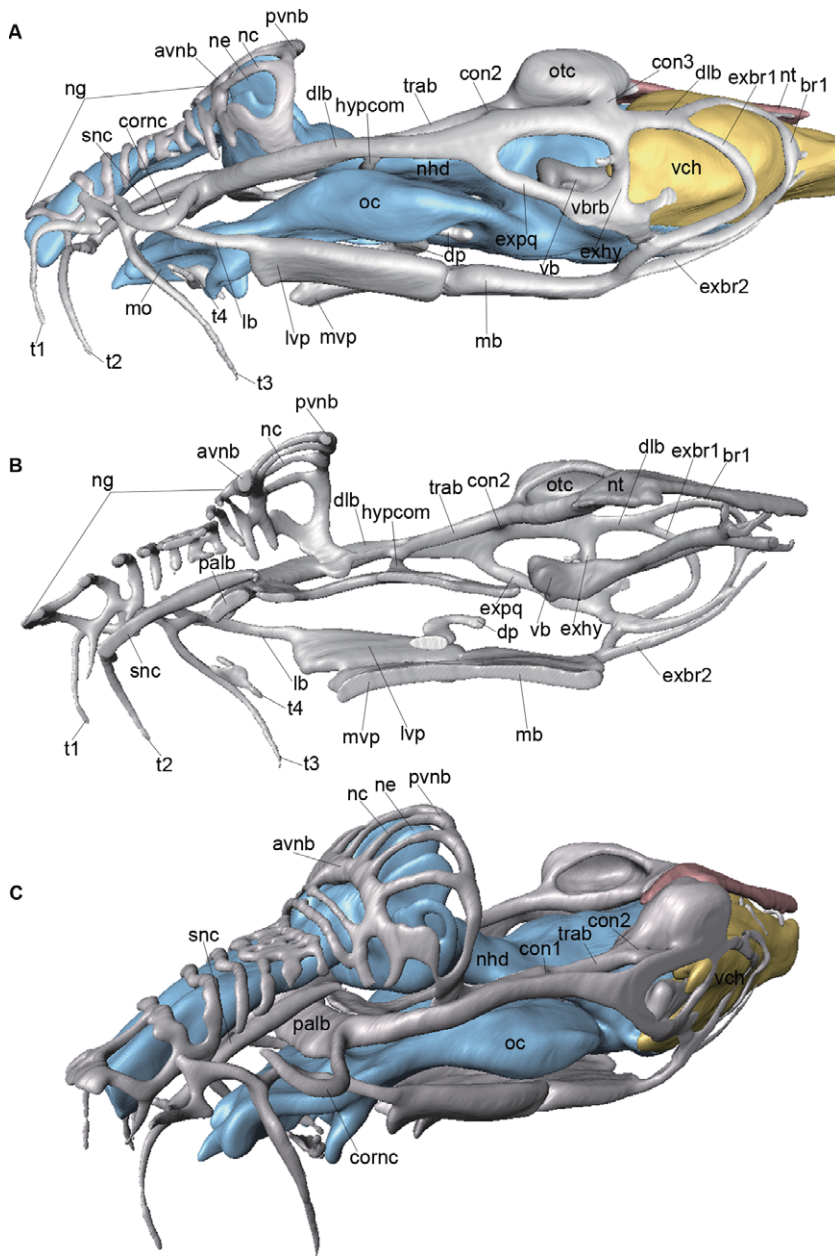 A
pvnb
nc
ne
avnb
ng
otc
con2
con3
trab
dlb
exbr1
nt
br1
dlb
hypcom
cornc
snc
nhd
vch
oc
vbrb
expq
exhy
vb
dp
exbr2
mo
t4
lb
lvp
mvp
mb
t1
t2
t3
B
pvnb
nc
avnb
ng
dlb
hypcom
trab
con2
otc
nt
dlb
exbr1
br1
palb
expq
vb
exhy
dp
snc
lb
exbr2
t4
mvp
lvp
mb
t1
t2
t3
C
pvnb
ne
nc
avnb
snc
con2
trab
con1
nhd
vch
palb
oc
cornc